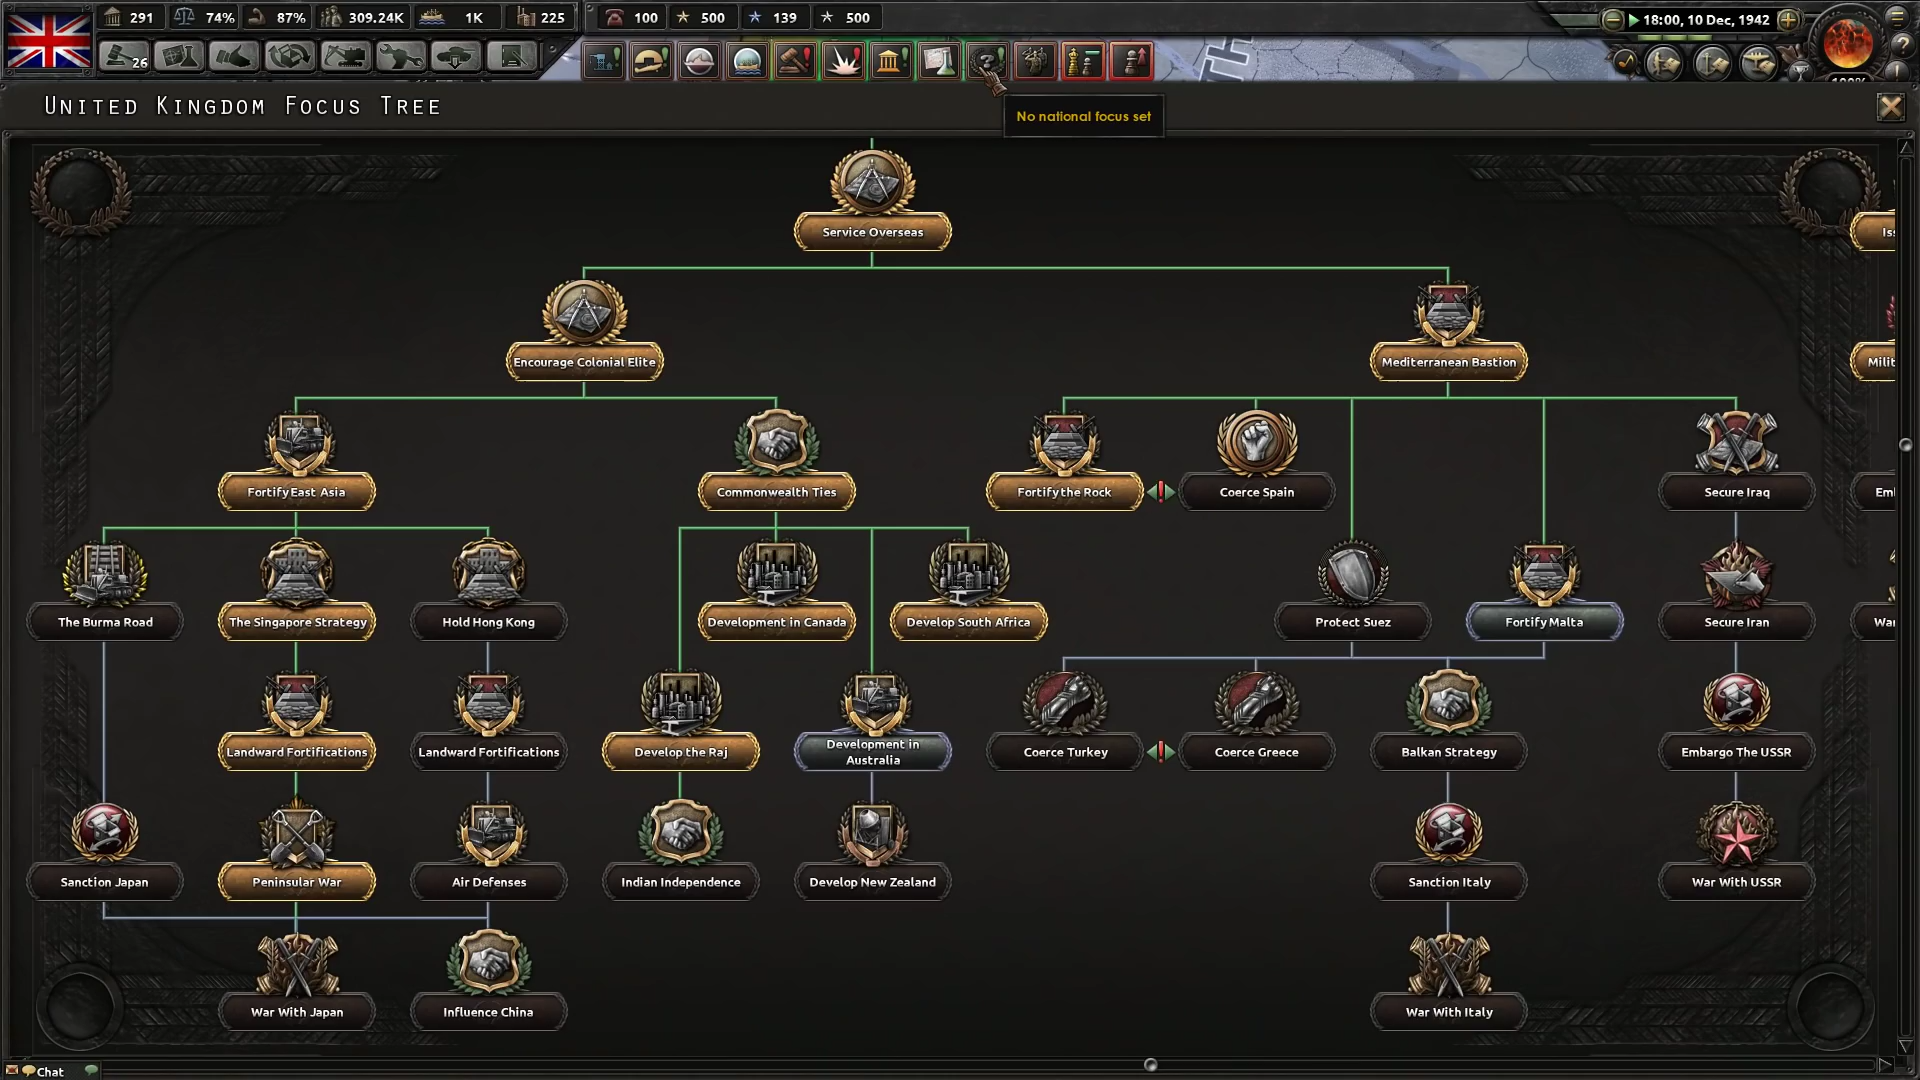 291 74% 87% 309.24K 1K 225 100 500 139 500 18:00, 10 Dec, 1942
26
UNITED KINGDOM FOCUS TREE
No national focus set
Service Overseas
Encourage Colonial Elite
Mediterranean Bastion
Fortify East Asia
Commonwealth Ties
Fortify the Rock
Coerce Spain
Secure Iraq
The Burma Road
The Singapore Strategy
Hold Hong Kong
Development in Canada
Develop South Africa
Protect Suez
Fortify Malta
Secure Iran
Landward Fortifications
Landward Fortifications
Develop the Raj
Development in
Australia
Coerce Turkey
Coerce Greece
Balkan Strategy
Embargo The USSR
Sanction Japan
Peninsular War
Air Defenses
Indian Independence
Develop New Zealand
Sanction Italy
War With USSR
War With Japan
Influence China
War With Italy
Chat